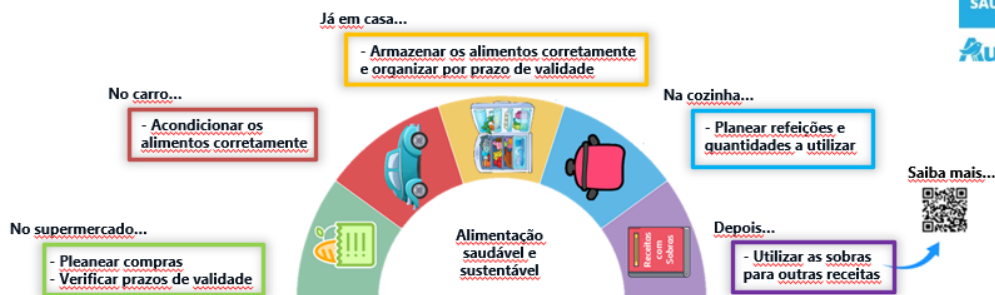 Já em casa...
- Armazenar os alimentos corretamente
e organizar por prazo de validade
No carro...
- Acondicionar os
alimentos corretamente
Na cozinha...
- Planear refeições e
quantidades a utilizar
Saiba mais...
No supermercado...
- Pleanear compras
- Verificar prazos de validade
Alimentação
saudável e
sustentável
Receitas
com
Sobras
Depois...
- Utilizar as sobras
para outras receitas